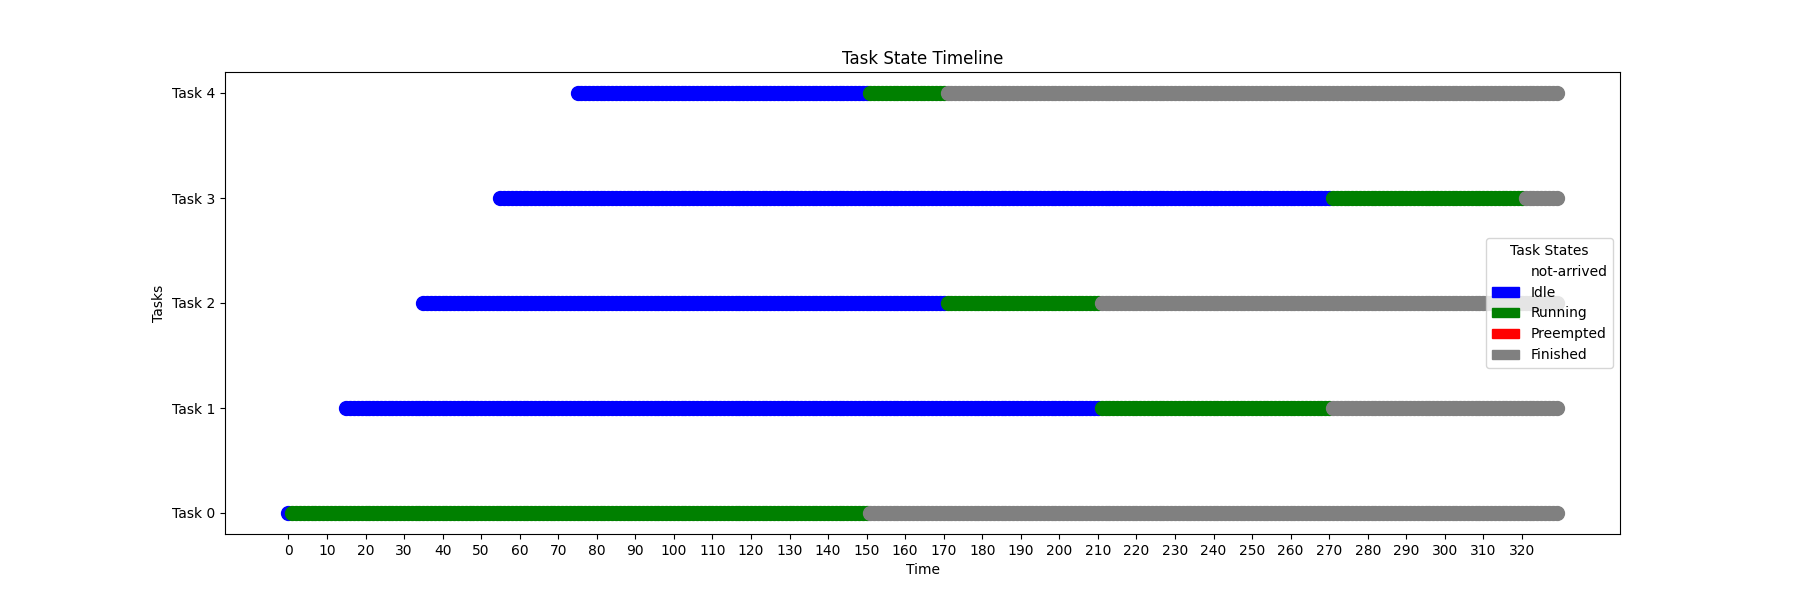 Task State Timeline
Task 4
Task 3
Task 2
Task 1
Task 0
Tasks
Task States
not-arrived
Idle
Running
Preempted
Finished
0 10 20 30 40 50 60 70 80 90 100 110 120 130 140 150 160 170 180 190 200 210 220 230 240 250 260 270 280 290 300 310 320
Time